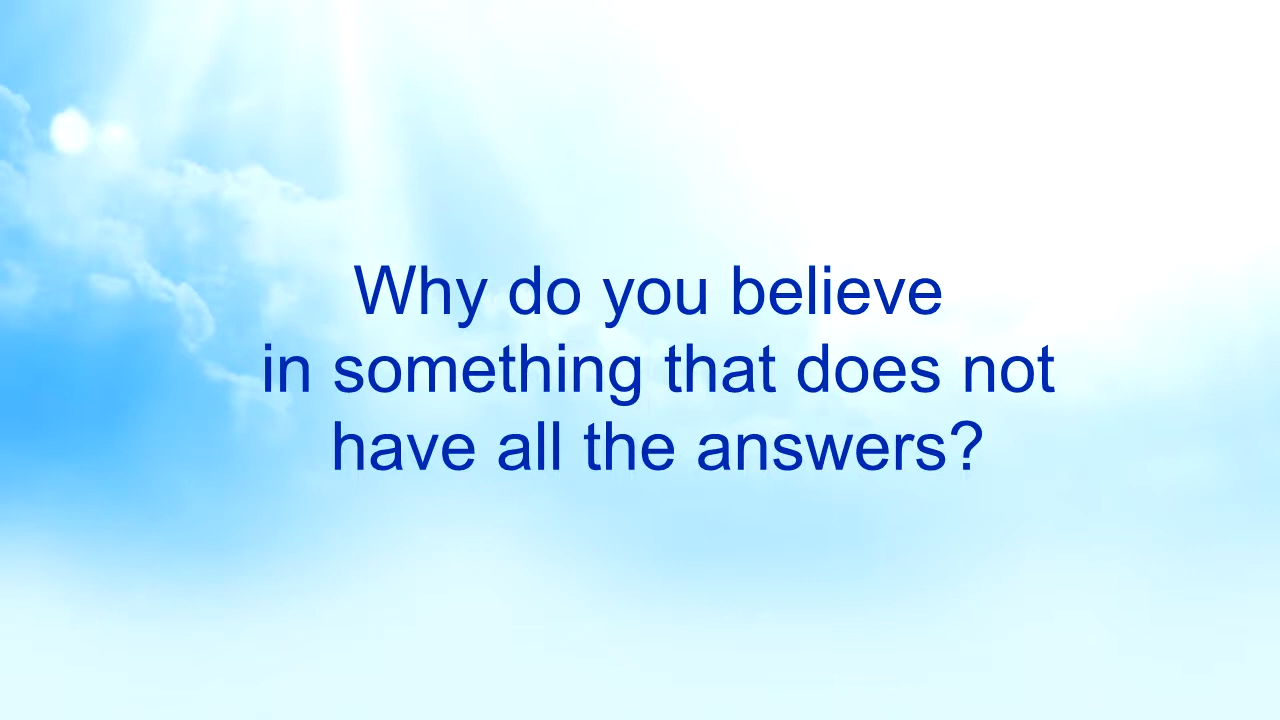 Why do you believe
in something that does not
have all the answers?